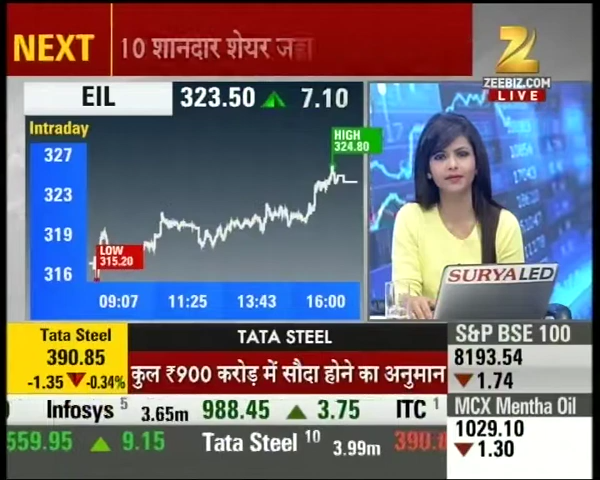 NEXT
10 शानदार शेयर
Z
ZEEBIZ.COM
LIVE
EIL 323.50 7.10
Intraday
327
323
319
316
HIGH
324.80
LOW
315.20
09:07 11:25 13:43 16:00
SURYA LED
Tata Steel
390.85
-1.35 -0.34%
TATA STEEL
कुल ₹900 करोड़ में सौदा होने का अनुमान
S&P BSE 100
8193.54
1.74
MCX Mentha Oil
1029.10
1.30
Infosys 5 3.65m 988.45 3.75 ITC 1
559.95 9.15 Tata Steel 10 3.99m 390.8